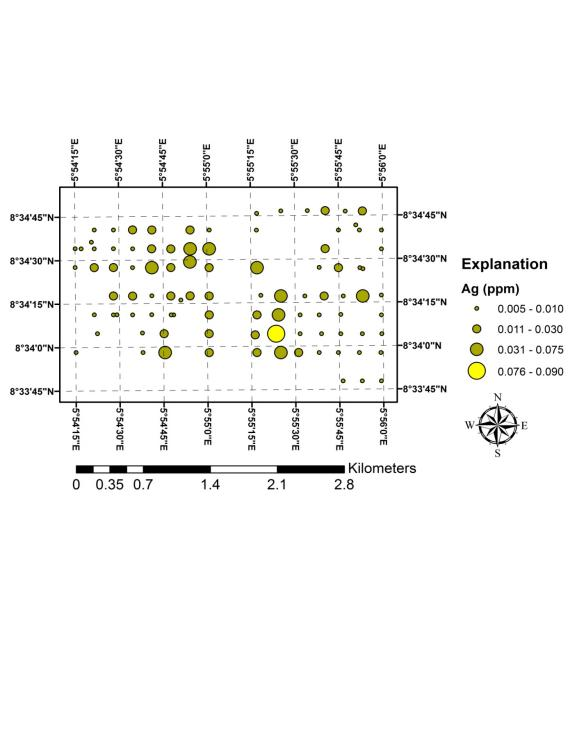 5°54'15"E
5°54'30"E
5°54'45"E
5°55'0"E
5°55'15"E
5°55'30"E
5°55'45"E
5°56'0"E
8°34'45"N
8°34'45"N
8°34'30"N
8°34'30"N
8°34'15"N
8°34'15"N
8°34'0"N
8°34'0"N
8°33'45"N
8°33'45"N
5°54'15"E
5°54'30"E
5°54'45"E
5°55'0"E
5°55'15"E
5°55'30"E
5°55'45"E
5°56'0"E
Explanation
Ag (ppm)
0.005 - 0.010
0.011 - 0.030
0.031 - 0.075
0.076 - 0.090
N
W E
S
Kilometers
0 0.35 0.7 1.4 2.1 2.8